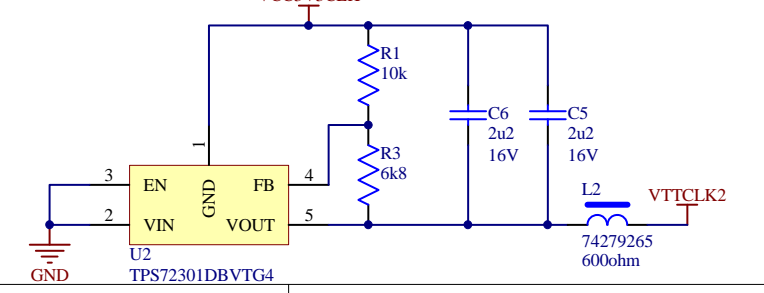 R1
10k
C6
2u2
16V
C5
2u2
16V
1
R3
6k8
3
EN
GND
FB
4
2
VIN
VOUT
5
L2
VTTCLK2
74279265
600ohm
GND
U2
TPS72301DBVTG4